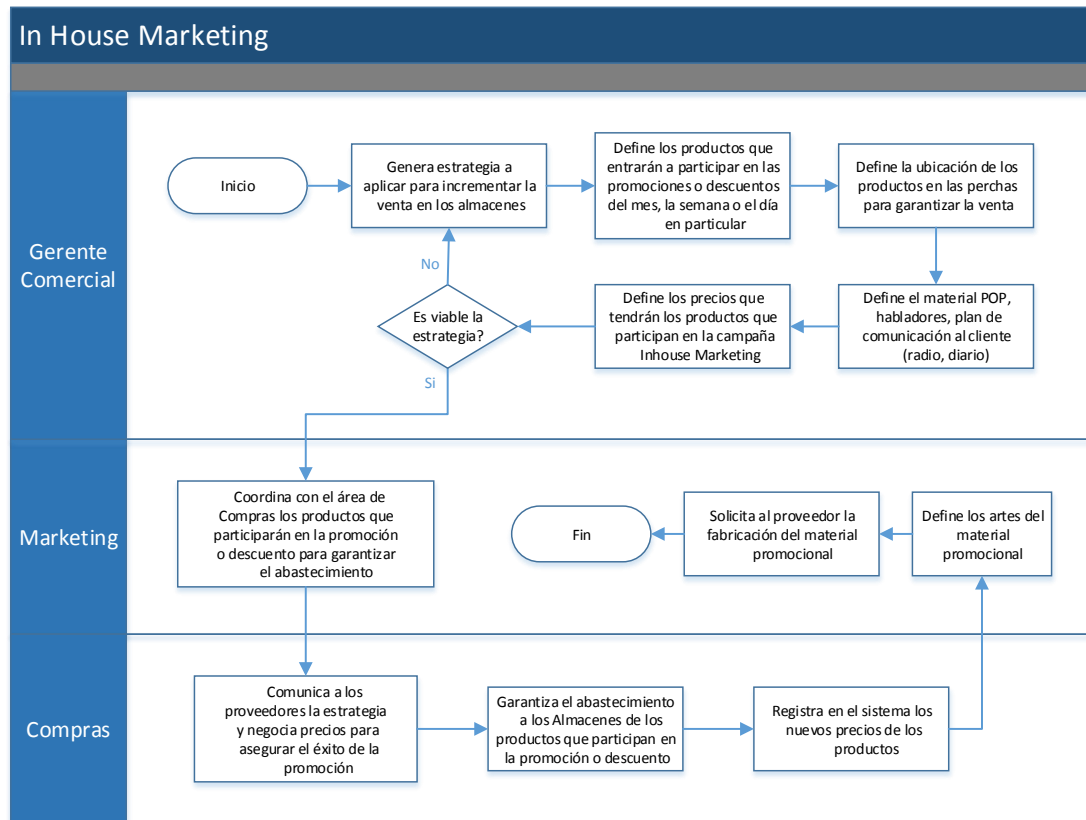 In House Marketing
Gerente
Comercial
Inicio
Genera estrategia a
aplicar para incrementar la
venta en los almacenes
Define los productos que
entrarán a participar en las
promociones o descuentos
del mes, la semana o el día
en particular
Define la ubicación de los
productos en las perchas
para garantizar la venta
Define el material POP,
habladores, plan de
comunicación al cliente
(radio, diario)
Define los precios que
tendrán los productos que
participan en la campaña
Inhouse Marketing
Es viable la
estrategia?
No
Si
Marketing
Coordina con el área de
Compras los productos que
participarán en la promoción
o descuento para garantizar
el abastecimiento
Fin
Solicita al proveedor la
fabricación del material
promocional
Define los artes del
material
promocional
Compras
Comunica a los
proveedores la estrategia
y negocia precios para
asegurar el éxito de la
promoción
Garantiza el abastecimiento
a los Almacenes de los
productos que participan en
la promoción o descuento
Registra en el sistema los
nuevos precios de los
productos